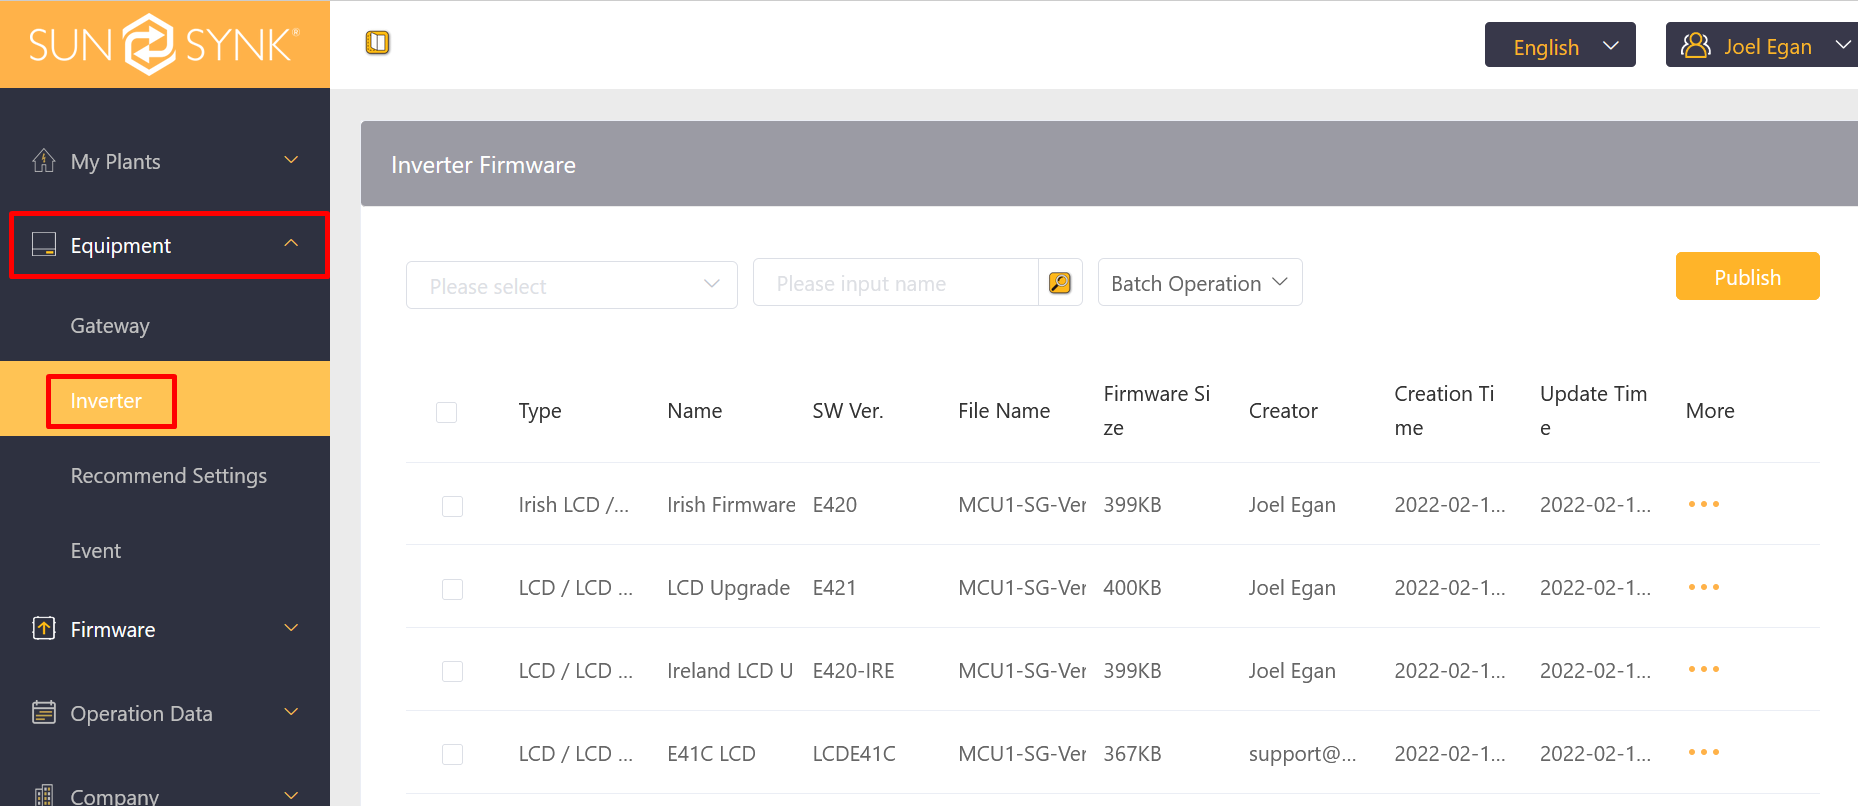 SUN SYNK®
English
Joel Egan
My Plants
Equipment
Gateway
Inverter
Recommend Settings
Event
Firmware
Operation Data
Company
Inverter Firmware
Please select
Please input name
Batch Operation
Publish
Type Name SW Ver. File Name Firmware Si Creator Creation Ti Update Tim More
ze me e
Irish LCD /... Irish Firmware E420 MCU1-SG-Ver 399KB Joel Egan 2022-02-1... 2022-02-1...
LCD / LCD ... LCD Upgrade E421 MCU1-SG-Ver 400KB Joel Egan 2022-02-1... 2022-02-1...
LCD / LCD ... Ireland LCD U E420-IRE MCU1-SG-Ver 399KB Joel Egan 2022-02-1... 2022-02-1...
LCD / LCD ... E41C LCD LCDE41C MCU1-SG-Ver 367KB support@... 2022-02-1... 2022-02-1...